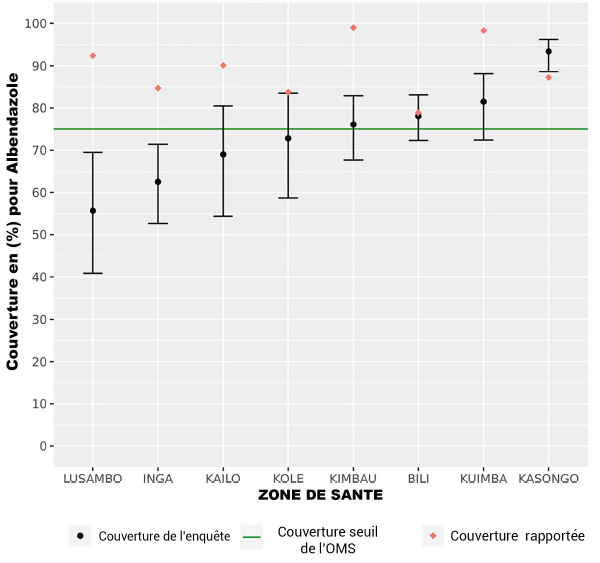 Couverture en (%) pour Albendazole
100
90
80
70
60
50
40
30
20
10
0
LUSAMBO INGA KAILO KOLE KIMBAU BILI KUIMBA KASONGO
ZONE DE SANTE
Couverture de l'enquête
Couverture seuil
de l'OMS
Couverture rapportée